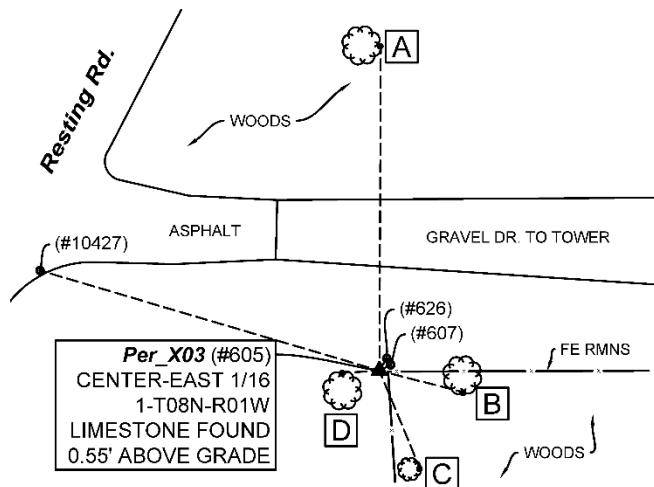 A
Resting Rd.
WOODS
ASPHALT
GRAVEL DR. TO TOWER
(#10427)
(#626)
(#607)
FE RMNS
Per_X03 (#605)
CENTER-EAST 1/16
1-T08N-R01W
LIMESTONE FOUND
0.55' ABOVE GRADE
B
D
C
WOODS